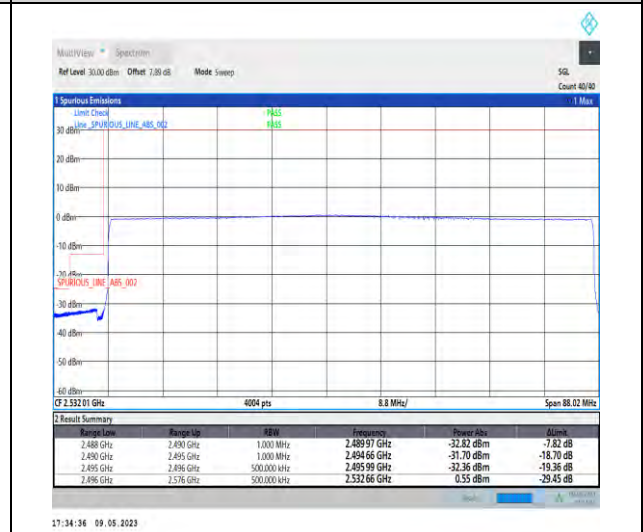 MultiView Spectrum
Ref Level 30.00 dBm Offset 7.89 dB Mode Sweep SGL
Count 40/40
1 Spurious Emissions 1 Max
Limit Check PASS
Line _SPURIOUS_LINE_ABS_002 PASS
30 dBm
20 dBm
10 dBm
0 dBm
-10 dBm
-20 dBm
SPURIOUS_LINE_ABS_002
-30 dBm
-40 dBm
-50 dBm
-60 dBm
CF 2.532 01 GHz 4004 pts 8.8 MHz/ Span 88.02 MHz
2 Result Summary
Range Low Range Up RBW Frequency Power Abs ΔLimit
2.488 GHz 2.490 GHz 1.000 MHz 2.489 97 GHz -32.82 dBm -7.82 dB
2.490 GHz 2.495 GHz 1.000 MHz 2.494 66 GHz -31.70 dBm -18.70 dB
2.495 GHz 2.496 GHz 500.000 kHz 2.495 99 GHz -32.36 dBm -19.36 dB
2.496 GHz 2.576 GHz 500.000 kHz 2.532 66 GHz 0.55 dBm -29.45 dB
17:34:36 09.05.2023